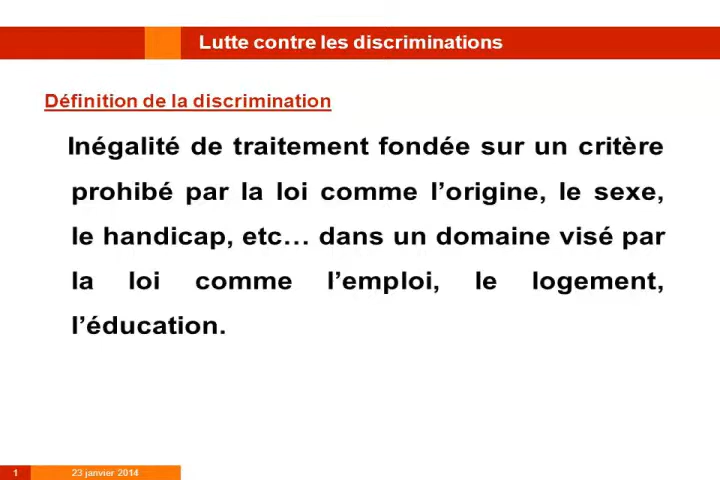 Lutte contre les discriminations
Définition de la discrimination
Inégalité de traitement fondée sur un critère
prohibé par la loi comme l’origine, le sexe,
le handicap, etc… dans un domaine visé par
la loi comme l’emploi, le logement,
l’éducation.
1 23 janvier 2014